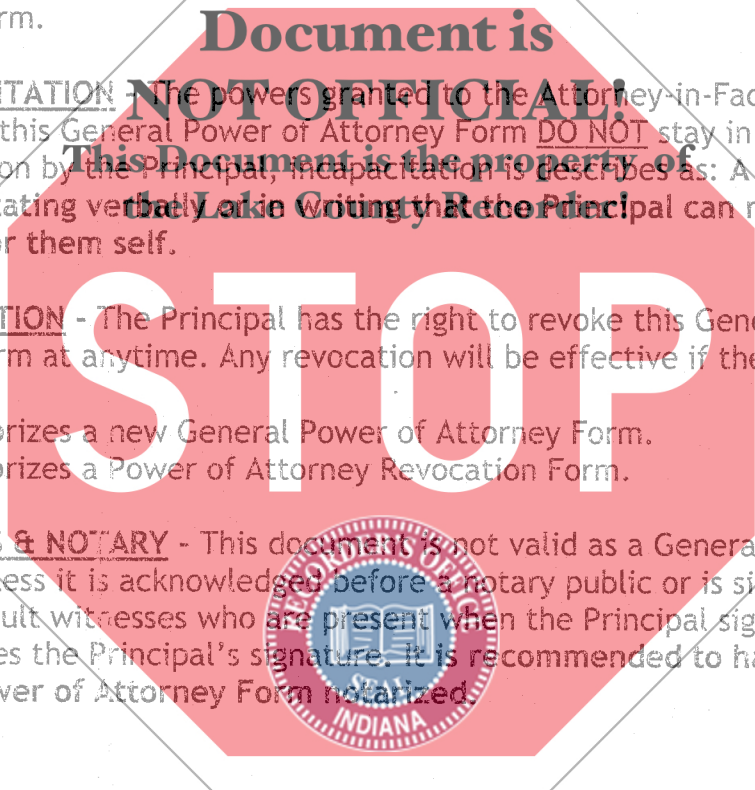 rm.
Document is
NOT OFFICIAL!
ITATION - The powers granted to the Attorney-in-Fac
this General Power of Attorney Form DO NOT stay in
This Document is the property of
on by the Principal, incapacitation is describes as: A
the Lake County Recorder!
ating verbally or in writing that the Principal can
r them self.
STOP
TION - The Principal has the right to revoke this Gene
rm at anytime. Any revocation will be effective if the
orizes a new General Power of Attorney Form.
orizes a Power of Attorney Revocation Form.
& NOTARY - This document is not valid as a General
ess it is acknowledged before a notary public or is si
ult witnesses who are present when the Principal sig
es the Principal's signature. It is recommended to ha
wer of Attorney Form notarized.
RECORDER'S OFFICE
SEAL
INDIANA